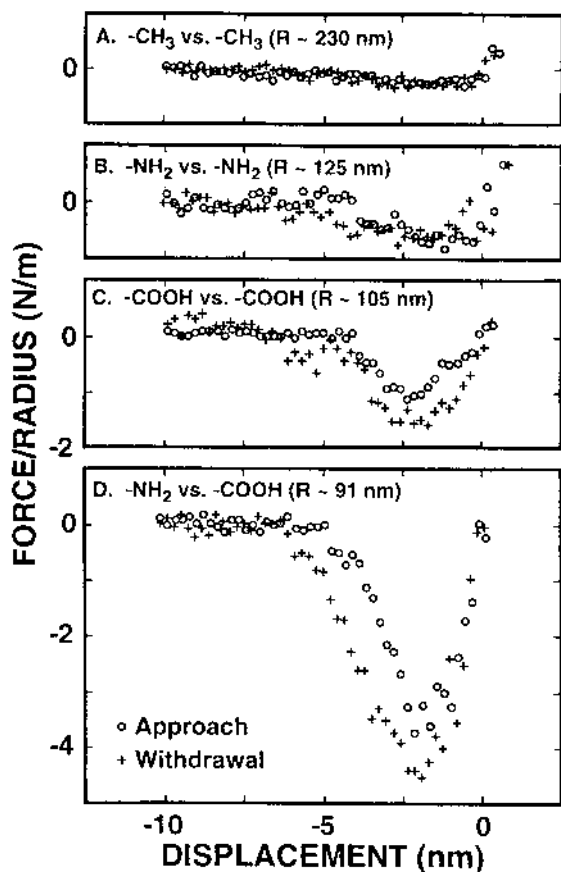 A. -CH₃ vs. -CH₃ (R ~ 230 nm)
0
B. -NH₂ vs. -NH₂ (R ~ 125 nm)
0
C. -COOH vs. -COOH (R ~ 105 nm)
0
-2
D. -NH₂ vs. -COOH (R ~ 91 nm)
0
-2
-4
o Approach
+ Withdrawal
FORCE/RADIUS (N/m)
-10 -5 0
DISPLACEMENT (nm)